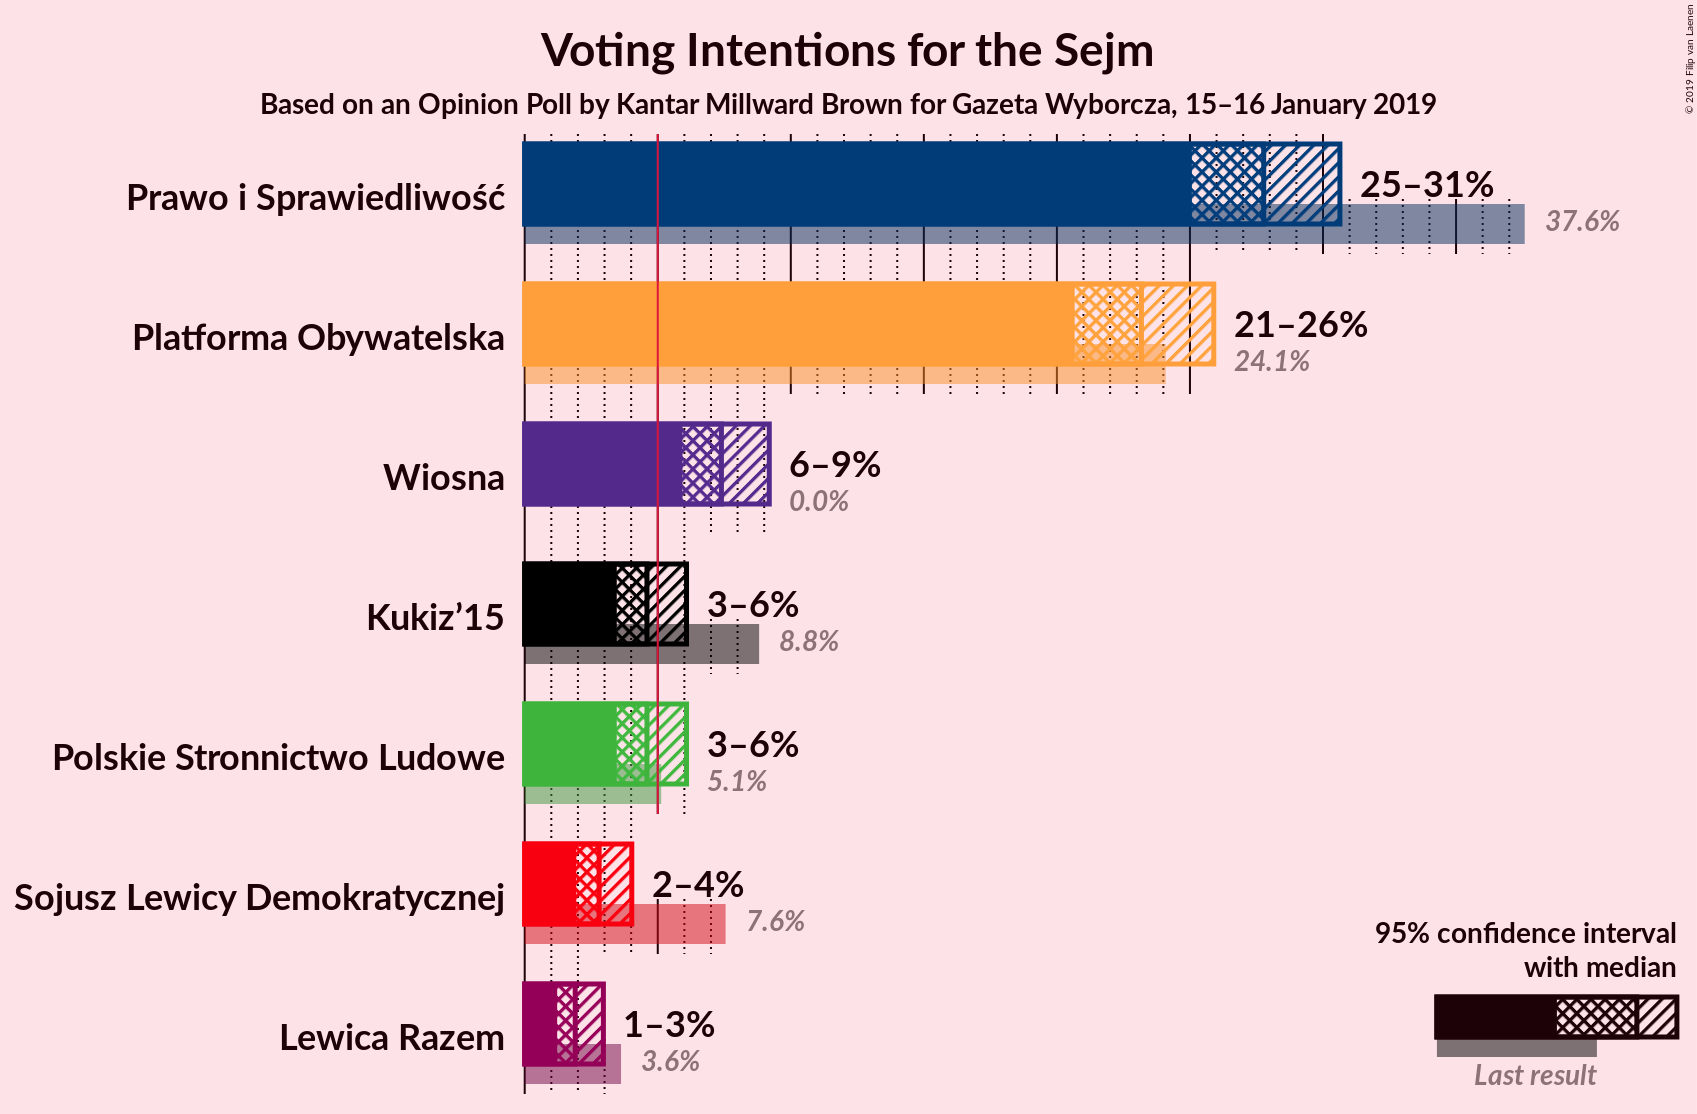 Voting Intentions for the Sejm
Based on an Opinion Poll by Kantar Millward Brown for Gazeta Wyborcza, 15–16 January 2019
© 2019 Filip van Laenen
Prawo i Sprawiedliwość
25–31%
37.6%
Platforma Obywatelska
21–26%
24.1%
Wiosna
6–9%
0.0%
Kukiz’15
3–6%
8.8%
Polskie Stronnictwo Ludowe
3–6%
5.1%
Sojusz Lewicy Demokratycznej
2–4%
7.6%
Lewica Razem
1–3%
3.6%
95% confidence interval
with median
Last result